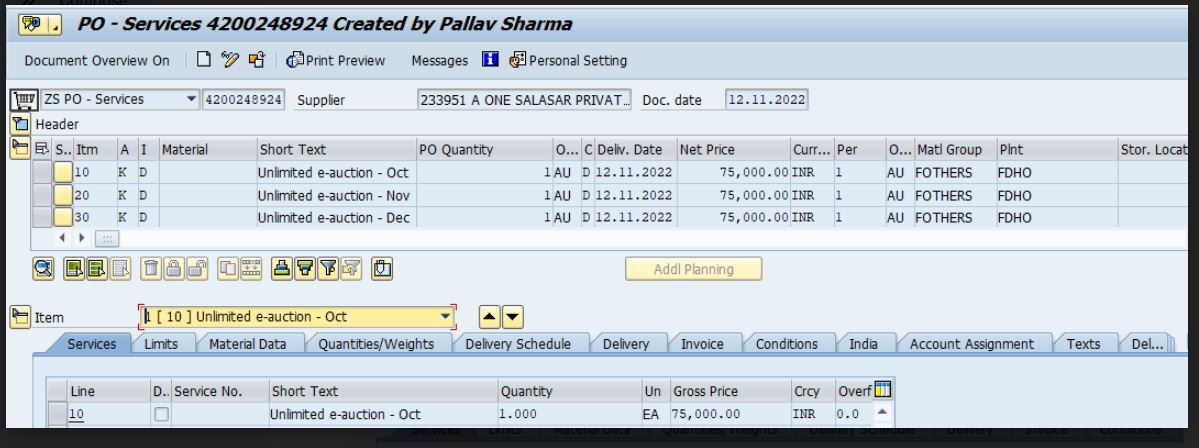 PO - Services 4200248924 Created by Pallav Sharma
Document Overview On Print Preview Messages Personal Setting
ZS PO - Services 4200248924 Supplier 233951 A ONE SALASAR PRIVAT... Doc. date 12.11.2022
Header
S.. Itm A I Material Short Text PO Quantity O... C Deliv. Date Net Price Curr... Per O... Matl Group Plnt Stor. Locat
10 K D Unlimited e-auction - Oct 1 AU D 12.11.2022 75,000.00 INR 1 AU FOTHERS FDHO
20 K D Unlimited e-auction - Nov 1 AU D 12.11.2022 75,000.00 INR 1 AU FOTHERS FDHO
30 K D Unlimited e-auction - Dec 1 AU D 12.11.2022 75,000.00 INR 1 AU FOTHERS FDHO
Addl Planning
Item 1 [ 10 ] Unlimited e-auction - Oct
Services Limits Material Data Quantities/Weights Delivery Schedule Delivery Invoice Conditions India Account Assignment Texts Del...
Line D.. Service No. Short Text Quantity Un Gross Price Crcy Overf
10 Unlimited e-auction - Oct 1.000 EA 75,000.00 INR 0.0